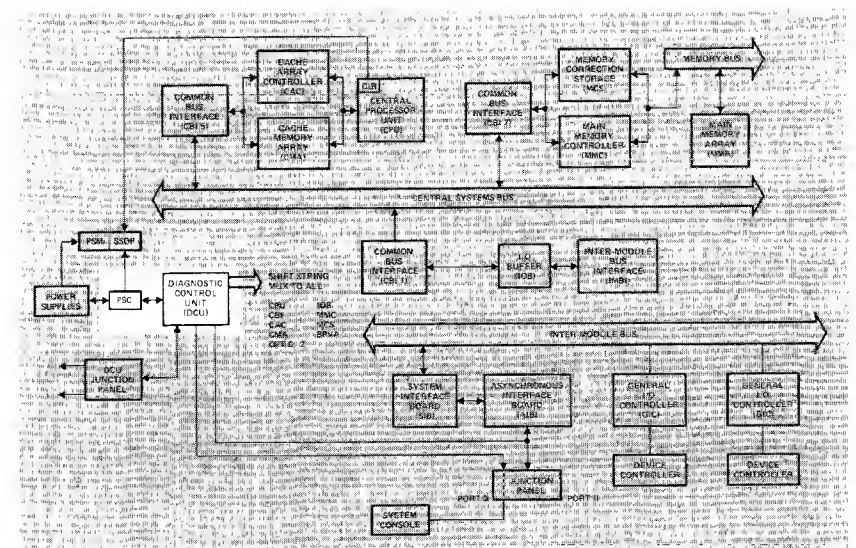 CACHE
ARRAY
CONTROLLER
(CAC)
COMMON
BUS
INTERFACE
(CBI 5)
CACHE
MEMORY
ARRAY
(CMA)
CENTRAL
PROCESSOR
UNIT
(CPU)
COMMON
BUS
INTERFACE
(CBI 7)
MEMORY
CORRECTION
STORAGE
(MCS)
MAIN
MEMORY
CONTROLLER
(MMC)
MEMORY BUS
MAIN
MEMORY
ARRAY
(MMA)
CENTRAL SYSTEMS BUS
PSM
SSDP
POWER
SUPPLIES
PSC
DIAGNOSTIC
CONTROL
UNIT
(DCU)
SHIFT STRING
MUX TO ALL:
CPU IOB
CBI MMC
CAC MCS
CMA
COMMON
BUS
INTERFACE
(CBI 1)
I.O
BUFFER
(IOB)
INTER-MODULE
BUS
INTERFACE
(IMBI)
INTER MODULE BUS
DCU
JUNCTION
PANEL
SYSTEM
INTERFACE
BOARD
(SIB)
ASYNCHRONOUS
INTERFACE
BOARD
(AIB)
GENERAL
I.O
CONTROLLER
(GIC)
GENERAL
I.O
CONTROLLER
(GIC)
DEVICE
CONTROLLER
DEVICE
CONTROLLER
JUNCTION
PANEL
PORT 0
PORT 11
SYSTEM
CONSOLE